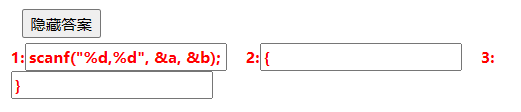 隐藏答案
1: scanf("%d,%d", &a, &b); 2: { 3:
}